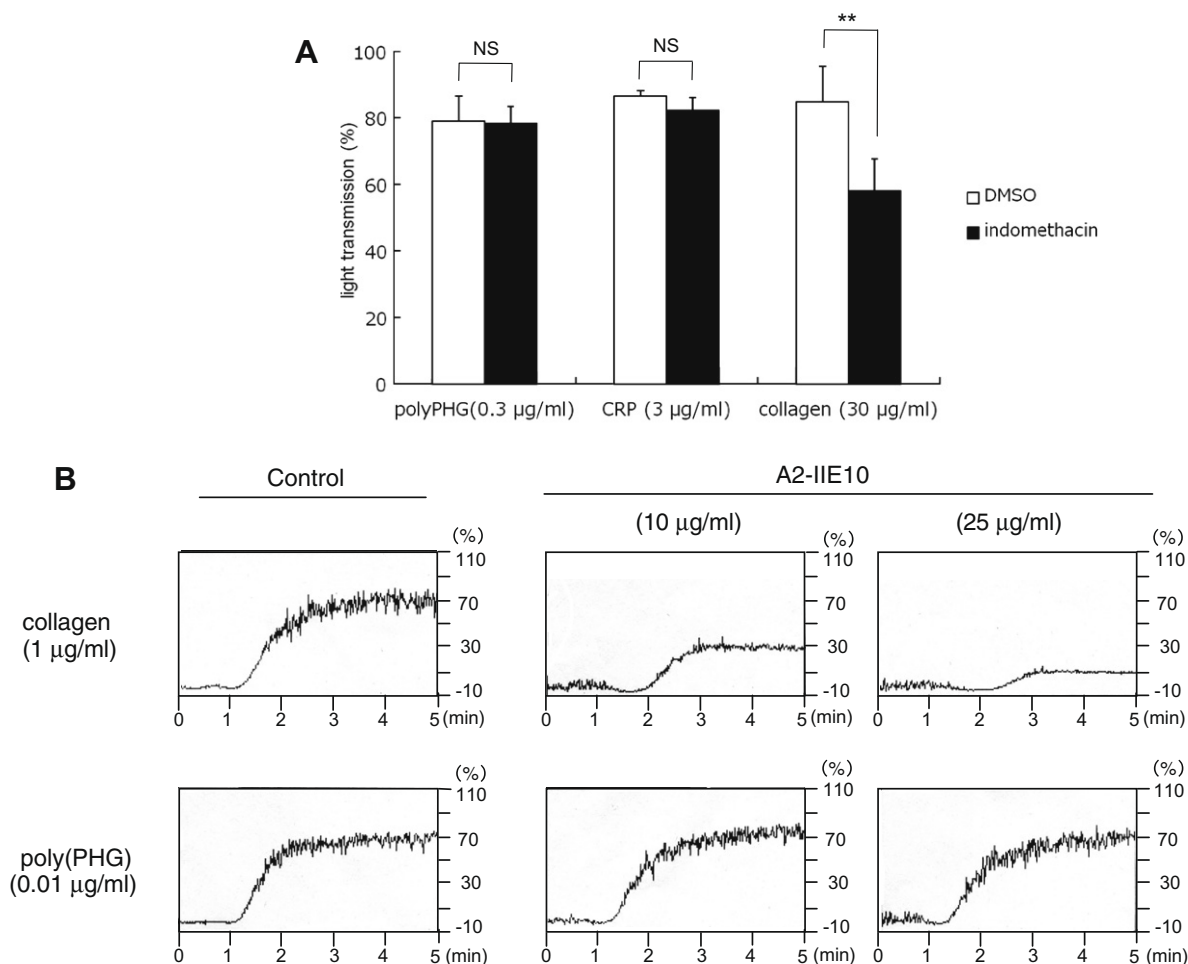 A
NS
NS
**
light transmission (%)
100
80
60
40
20
0
polyPHG(0.3 µg/ml) CRP (3 µg/ml) collagen (30 µg/ml)
DMSO
indomethacin
B
Control
A2-IIE10
(10 µg/ml)
(25 µg/ml)
collagen
(1 µg/ml)
(%)
110
70
30
-10
0 1 2 3 4 5 (min)
(%)
110
70
30
-10
0 1 2 3 4 5 (min)
(%)
110
70
30
-10
0 1 2 3 4 5 (min)
poly(PHG)
(0.01 µg/ml)
(%)
110
70
30
-10
0 1 2 3 4 5 (min)
(%)
110
70
30
-10
0 1 2 3 4 5 (min)
(%)
110
70
30
-10
0 1 2 3 4 5 (min)